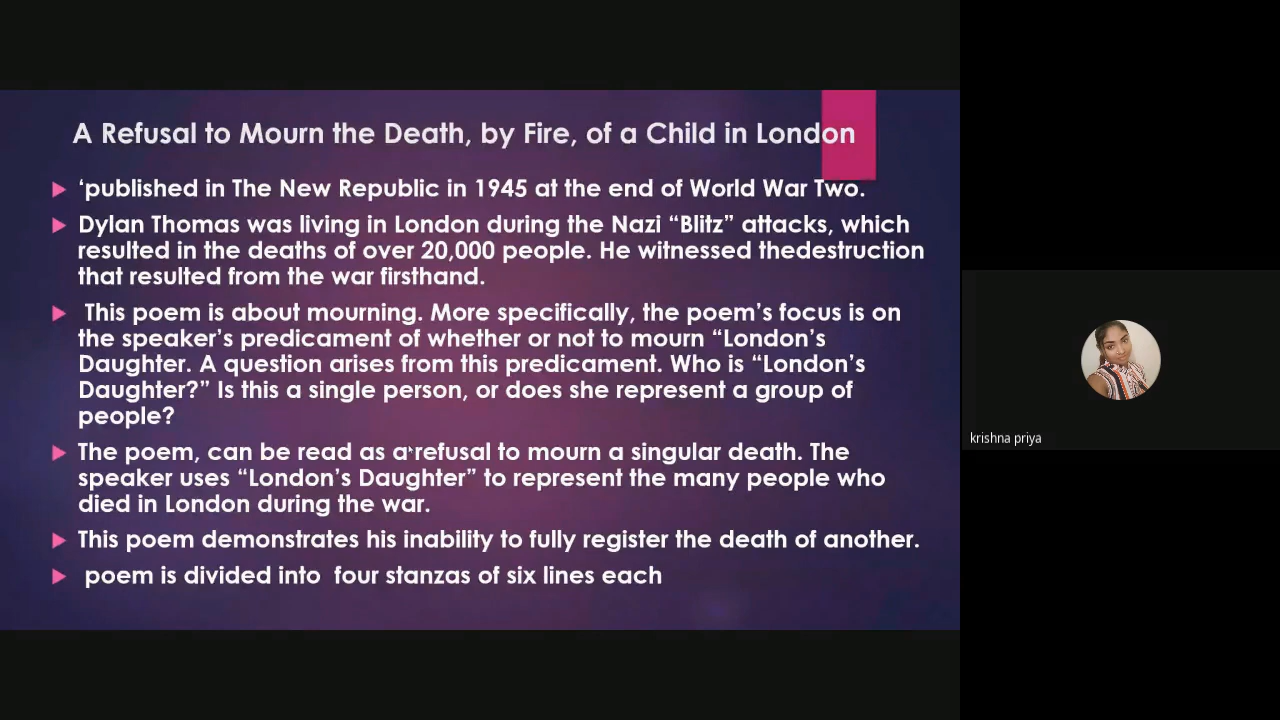 A Refusal to Mourn the Death, by Fire, of a Child in London
‘published in The New Republic in 1945 at the end of World War Two.
Dylan Thomas was living in London during the Nazi “Blitz” attacks, which
resulted in the deaths of over 20,000 people. He witnessed thedestruction
that resulted from the war firsthand.
This poem is about mourning. More specifically, the poem’s focus is on
the speaker’s predicament of whether or not to mourn “London’s
Daughter. A question arises from this predicament. Who is “London’s
Daughter?” Is this a single person, or does she represent a group of
people?
The poem, can be read as a refusal to mourn a singular death. The
speaker uses “London’s Daughter” to represent the many people who
died in London during the war.
This poem demonstrates his inability to fully register the death of another.
poem is divided into four stanzas of six lines each
krishna priya